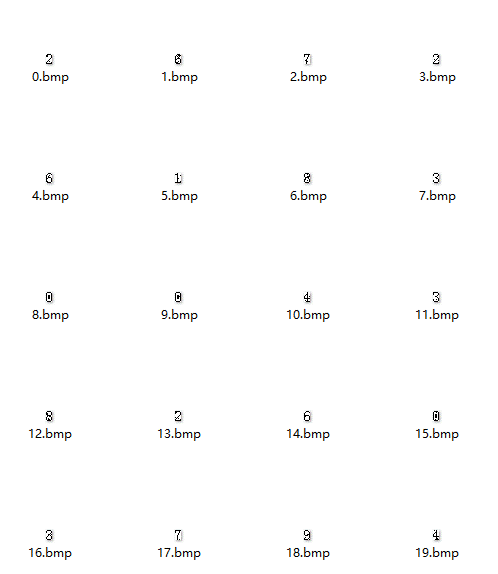 2 6 7 2
0.bmp 1.bmp 2.bmp 3.bmp
6 1 8 3
4.bmp 5.bmp 6.bmp 7.bmp
0 0 4 3
8.bmp 9.bmp 10.bmp 11.bmp
8 2 6 0
12.bmp 13.bmp 14.bmp 15.bmp
3 7 9 4
16.bmp 17.bmp 18.bmp 19.bmp